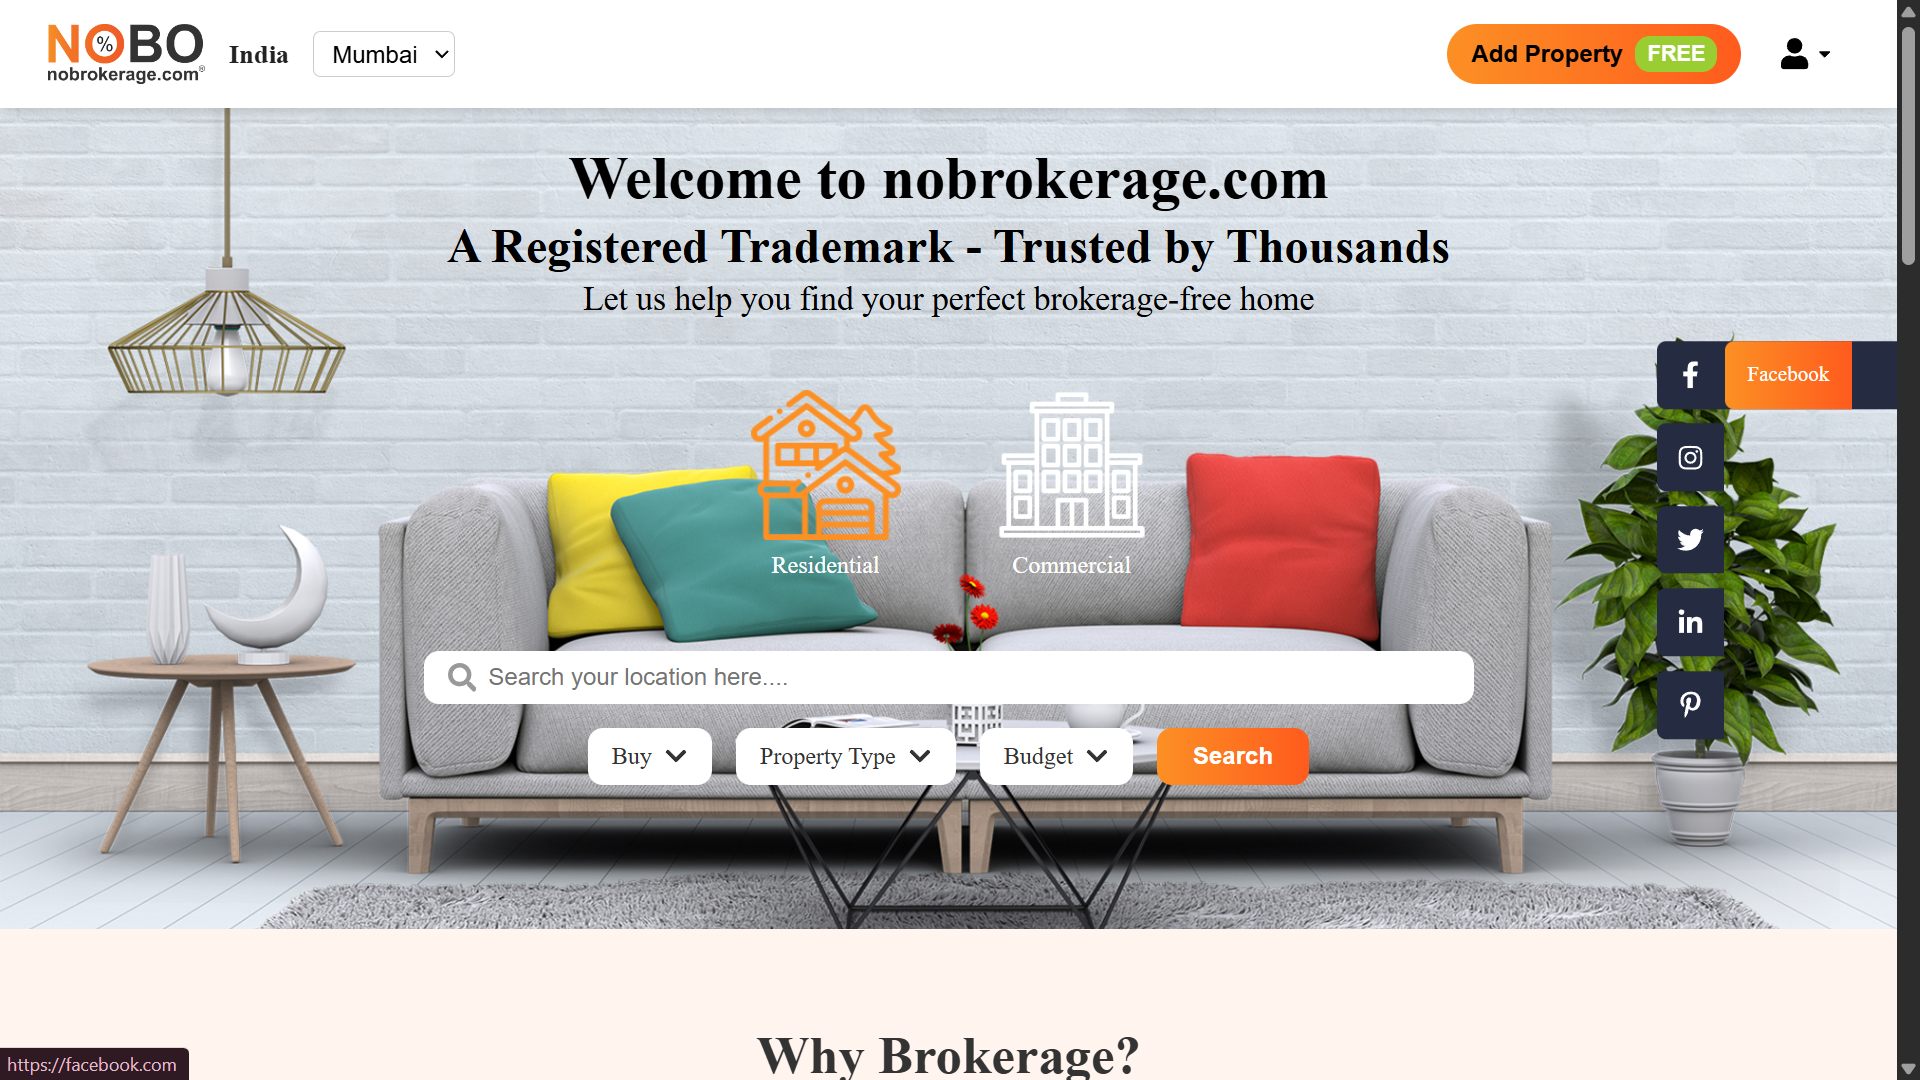 NOBO
%
nobrokerage.com®
India
Mumbai
Add Property FREE
Welcome to nobrokerage.com
A Registered Trademark - Trusted by Thousands
Let us help you find your perfect brokerage-free home
Facebook
Residential
Commercial
Search your location here....
Buy
Property Type
Budget
Search
Why Brokerage?
https://facebook.com